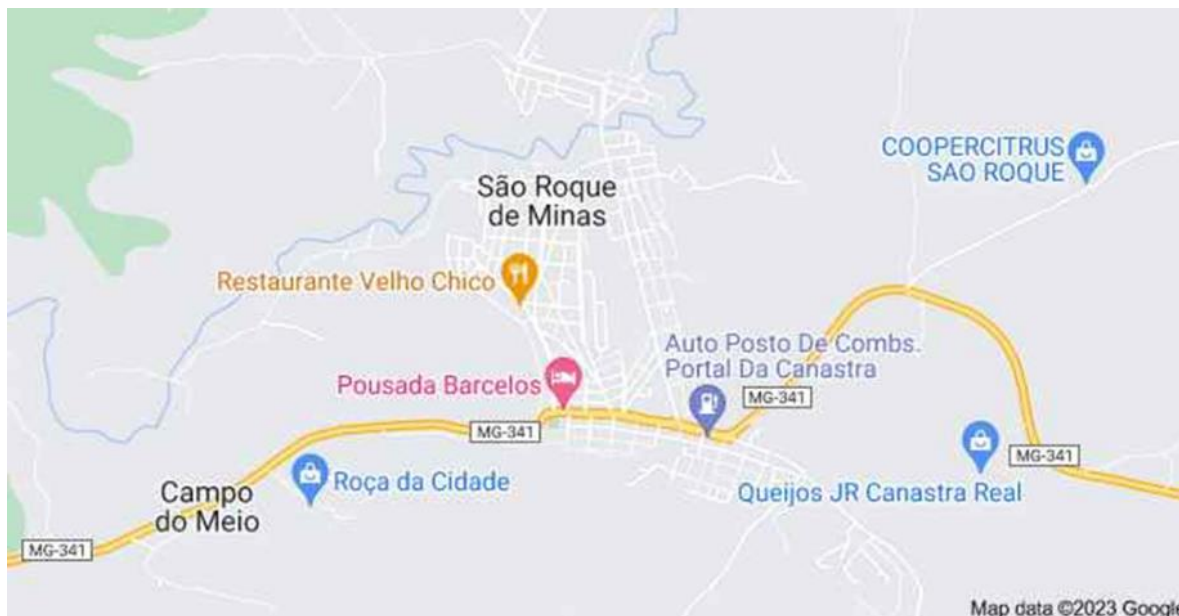 COOPERCITRUS
SAO ROQUE
São Roque
de Minas
Restaurante Velho Chico
Auto Posto De Combs.
Portal Da Canastra
Pousada Barcelos
MG-341
MG-341
MG-341
Roça da Cidade
Queijos JR Canastra Real
Campo
do Meio
MG-341
Map data ©2023 Google